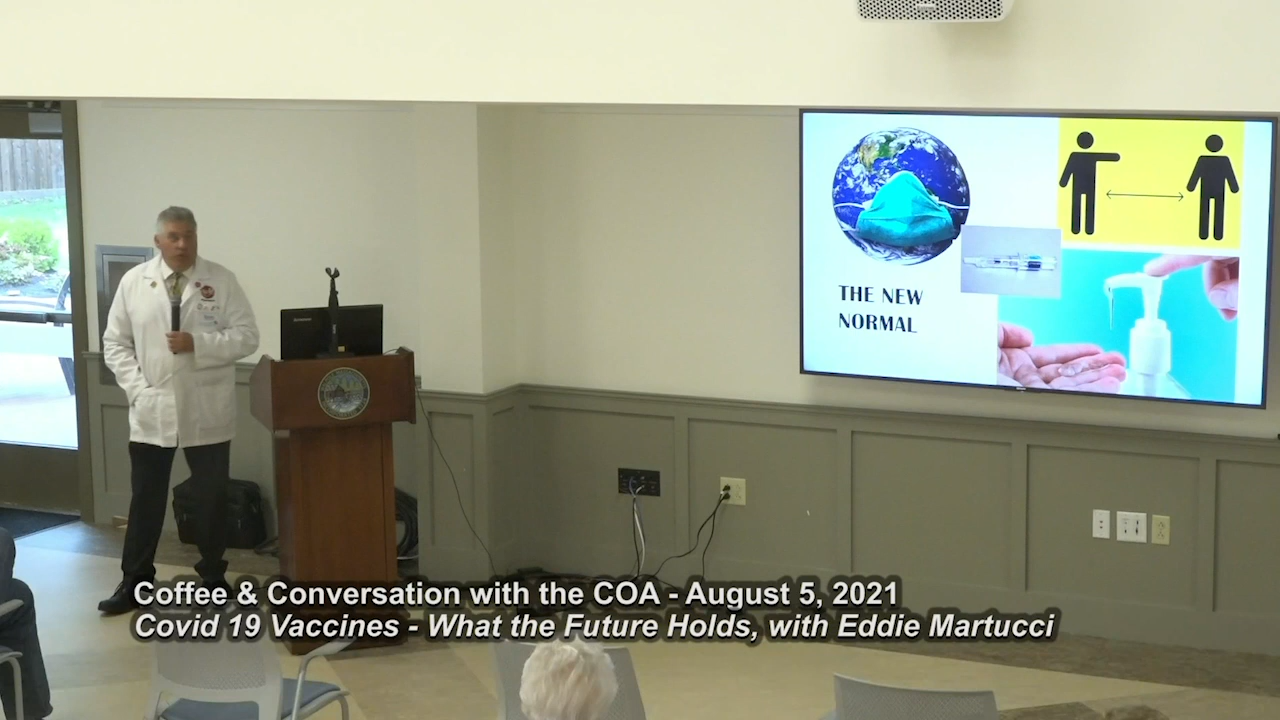 THE NEW
NORMAL
Coffee & Conversation with the COA - August 5, 2021
Covid 19 Vaccines - What the Future Holds, with Eddie Martucci